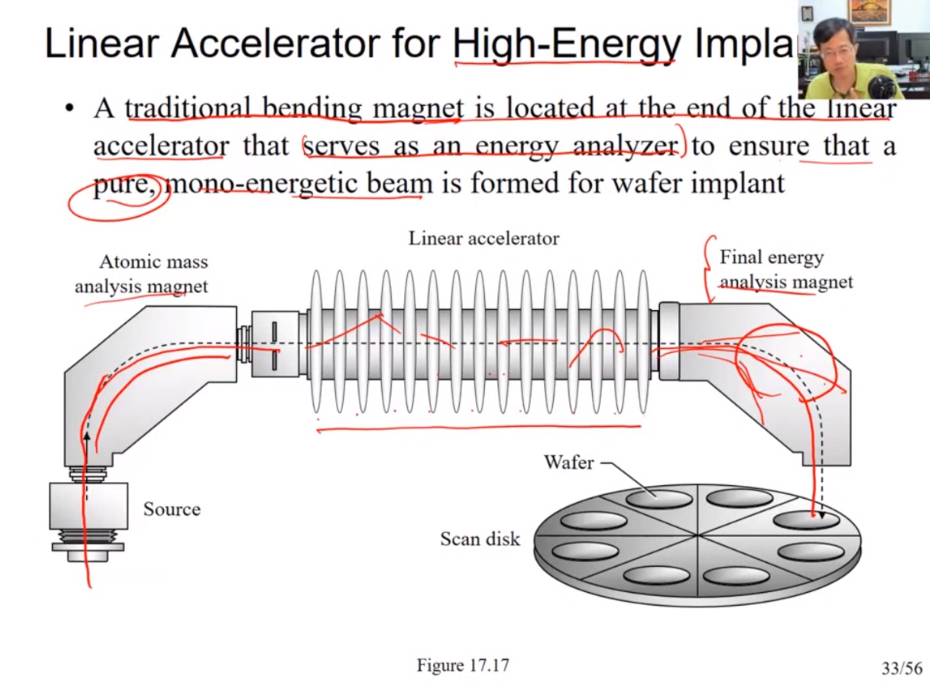 Linear Accelerator for High-Energy Impla
• A traditional bending magnet is located at the end of the linear
accelerator that serves as an energy analyzer to ensure that a
pure, mono-energetic beam is formed for wafer implant
Linear accelerator
Atomic mass
analysis magnet
Final energy
analysis magnet
Wafer
Source
Scan disk
Figure 17.17
33/56